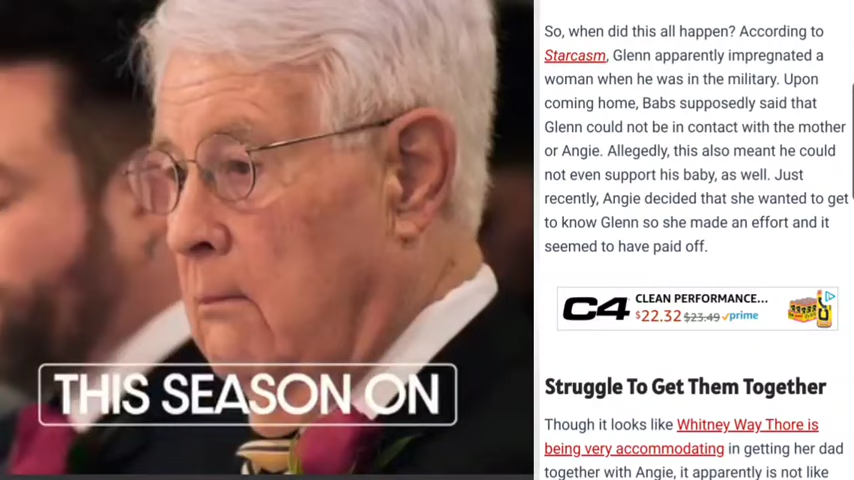 THIS SEASON ON
So, when did this all happen? According to
Starcasm, Glenn apparently impregnated a
woman when he was in the military. Upon
coming home, Babs supposedly said that
Glenn could not be in contact with the mother
or Angie. Allegedly, this also meant he could
not even support his baby, as well. Just
recently, Angie decided that she wanted to get
to know Glenn so she made an effort and it
seemed to have paid off.
C4
CLEAN PERFORMANCE...
$22.32 $23.49 prime
Struggle To Get Them Together
Though it looks like Whitney Way Thore is
being very accommodating in getting her dad
together with Angie, it apparently is not like